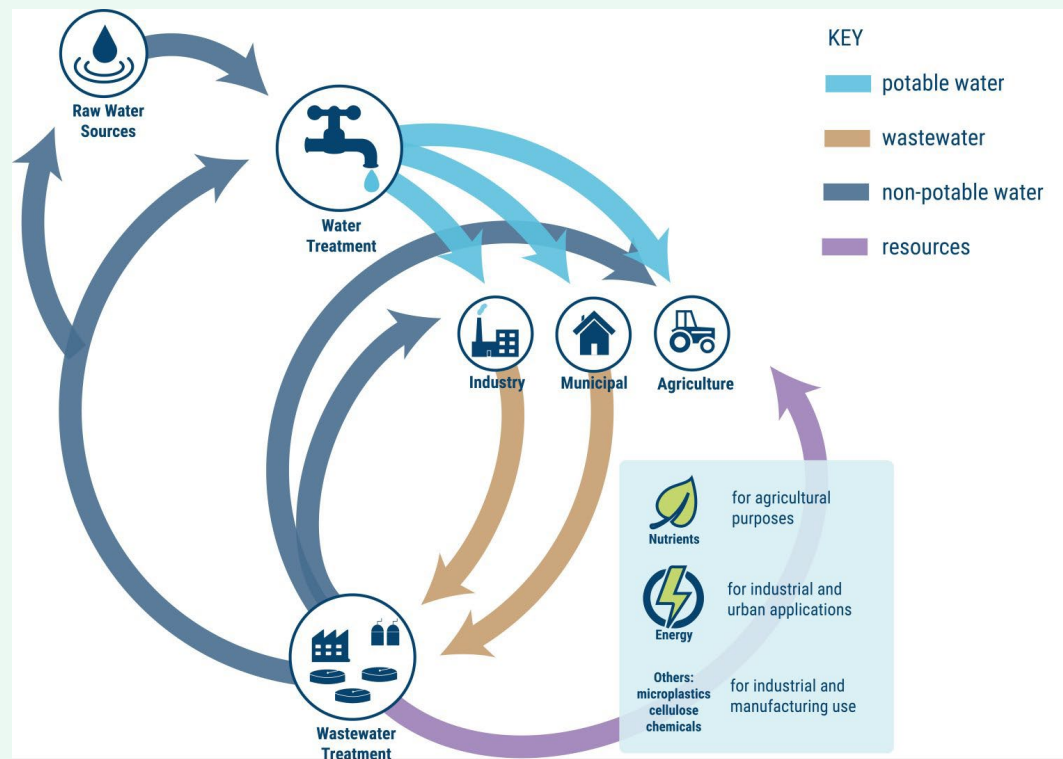 Raw Water
Sources
Water
Treatment
KEY
potable water
wastewater
non-potable water
resources
Industry
Municipal
Agriculture
Nutrients
for agricultural
purposes
Energy
for industrial and
urban applications
Others:
microplastics
cellulose
chemicals
for industrial and
manufacturing use
Wastewater
Treatment